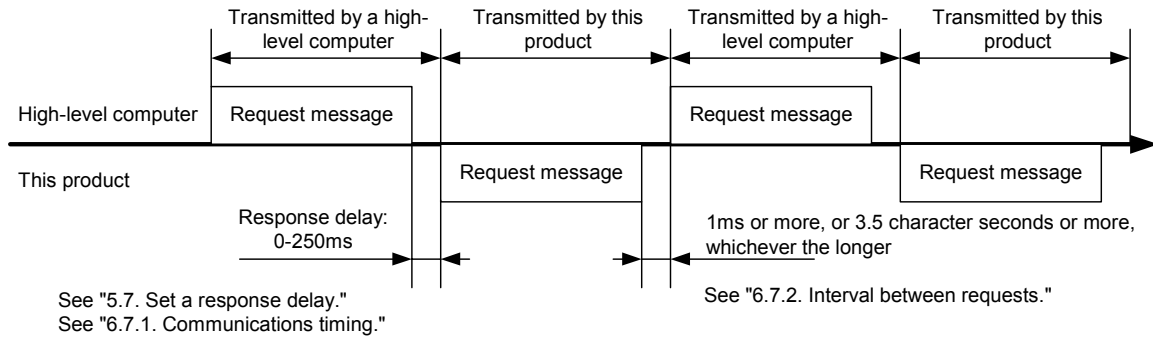 Transmitted by a high-
level computer
Transmitted by this
product
Transmitted by a high-
level computer
Transmitted by this
product
High-level computer
Request message
Request message
This product
Request message
Request message
Response delay:
0-250ms
1ms or more, or 3.5 character seconds or more,
whichever the longer
See "5.7. Set a response delay."
See "6.7.1. Communications timing."
See "6.7.2. Interval between requests."